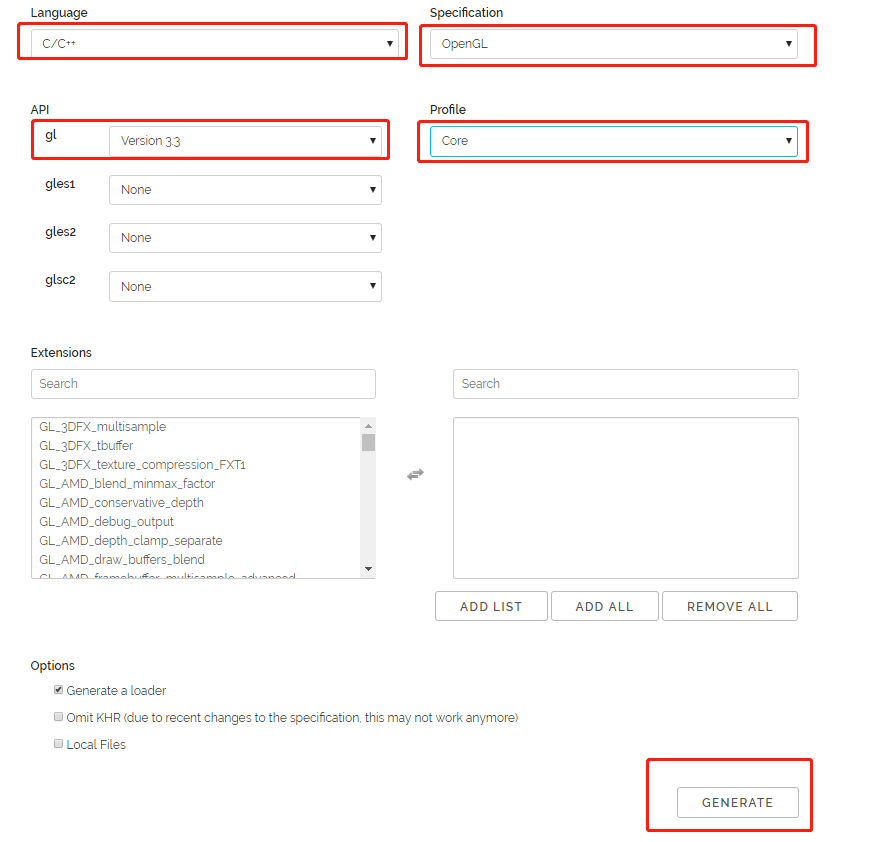 Language
Specification
C/C++
OpenGL
API
Profile
gl
Version 3.3
Core
gles1
None
gles2
None
glsc2
None
Extensions
Search
Search
GL_3DFX_multisample
GL_3DFX_tbuffer
GL_3DFX_texture_compression_FXT1
GL_AMD_blend_minmax_factor
GL_AMD_conservative_depth
GL_AMD_debug_output
GL_AMD_depth_clamp_separate
GL_AMD_draw_buffers_blend
GL_AMD_framebuffer_multisample_advanced
ADD LIST
ADD ALL
REMOVE ALL
Options
Generate a loader
Omit KHR (due to recent changes to the specification, this may not work anymore)
Local Files
GENERATE